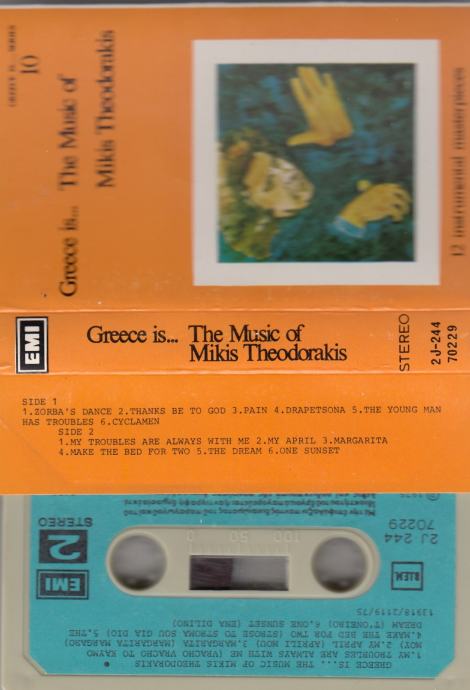 10
Greece is... The Music of
Mikis Theodorakis
12 instrumental masterpieces
EMI
Greece is... The Music of
Mikis Theodorakis
STEREO
2J-244
70229
SIDE 1
1.ZORBA'S DANCE 2.THANKS BE TO GOD 3.PAIN 4.DRAPETSONA 5.THE YOUNG MAN
HAS TROUBLES 6.CYCLAMEN
SIDE 2
1.MY TROUBLES ARE ALWAYS WITH ME 2.MY APRIL 3.MARGARITA
4.MAKE THE BED FOR TWO 5.THE DREAM 6.ONE SUNSET
GREECE IS... THE MUSIC OF MIKIS THEODORAKIS
1.MY TROUBLES ARE ALWAYS WITH ME (VRACHO VRACHO TO KAYMO
MOY) 2.MY APRIL (APRILI MOU) 3.MARGARITA (MARGARITA MARGARO)
4.MAKE THE BED FOR TWO (STROSE TO STROMA SOU GIA DIO) 5.THE
DREAM (T'ONEIRO) 6.ONE SUNSET (ENA DILINO)
BIEM
EMI
100 50 0
2J 244
70229
2
STEREO